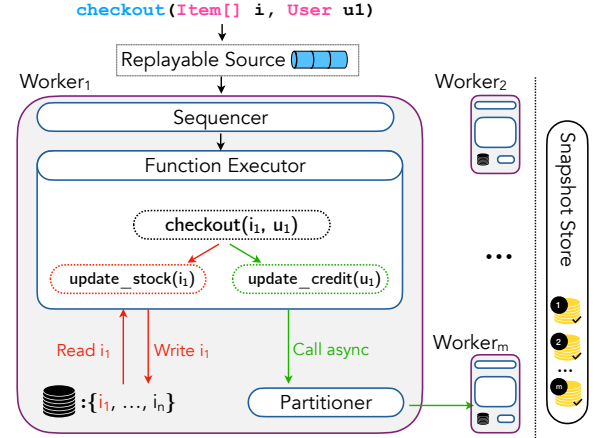 checkout(Item[] i, User u1)
Replayable Source
Worker₁
Worker₂
Sequencer
Function Executor
checkout(i₁, u₁)
update_stock(i₁)
update_credit(u₁)
Read i₁
Write i₁
Call async
:{i₁, ..., iₙ}
Partitioner
...
Workerₘ
Snapshot Store
1
2
...
m